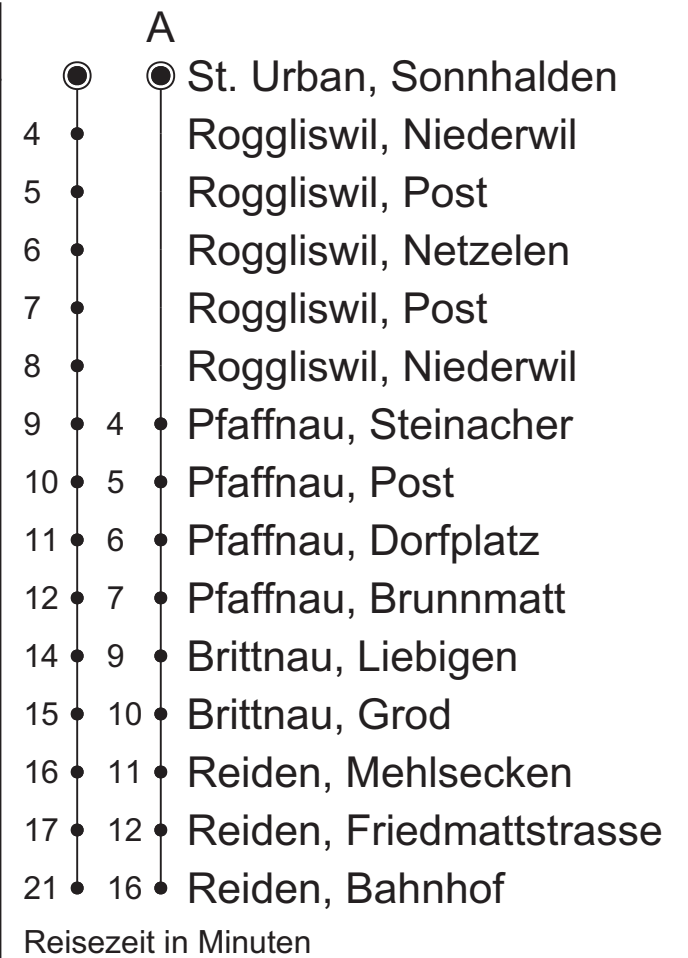 A
St. Urban, Sonnhalden
4 Roggliswil, Niederwil
5 Roggliswil, Post
6 Roggliswil, Netzelen
7 Roggliswil, Post
8 Roggliswil, Niederwil
9 4 Pfaffnau, Steinacher
10 5 Pfaffnau, Post
11 6 Pfaffnau, Dorfplatz
12 7 Pfaffnau, Brunnmatt
14 9 Brittnau, Liebigen
15 10 Brittnau, Grod
16 11 Reiden, Mehlsecken
17 12 Reiden, Friedmattstrasse
21 16 Reiden, Bahnhof
Reisezeit in Minuten